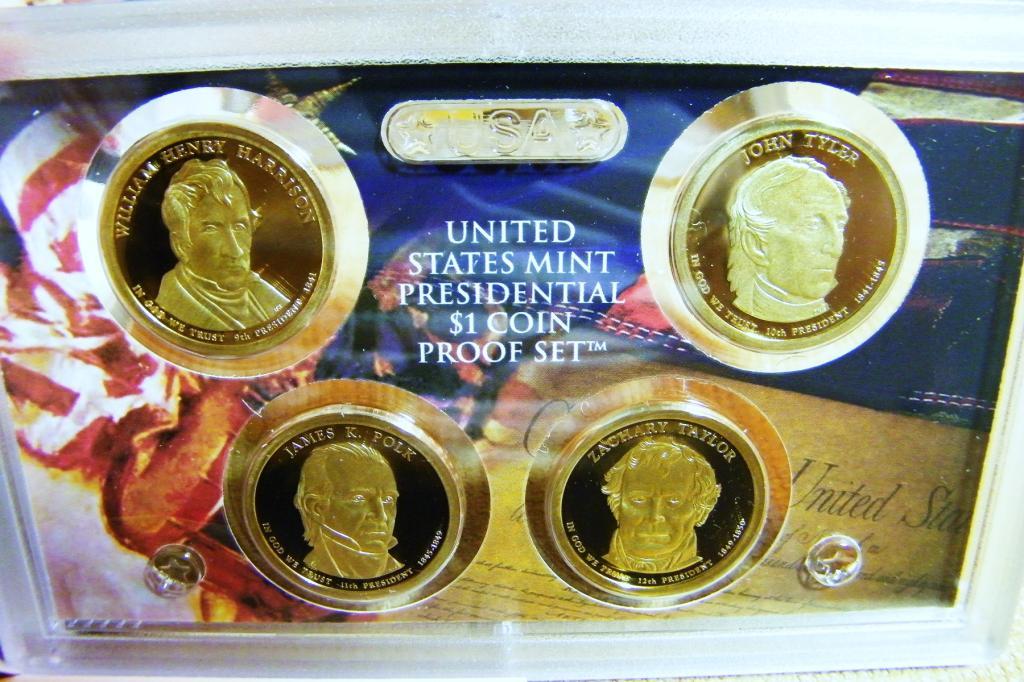 USA
WILLIAM HENRY HARRISON
IN GOD WE TRUST 9th PRESIDENT 1841
JOHN TYLER
IN GOD WE TRUST 10th PRESIDENT 1841-1845
UNITED
STATES MINT
PRESIDENTIAL
$1 COIN
PROOF SET™
JAMES K. POLK
IN GOD WE TRUST 11th PRESIDENT 1845-1849
ZACHARY TAYLOR
IN GOD WE TRUST 12th PRESIDENT 1849-1850
United Sta